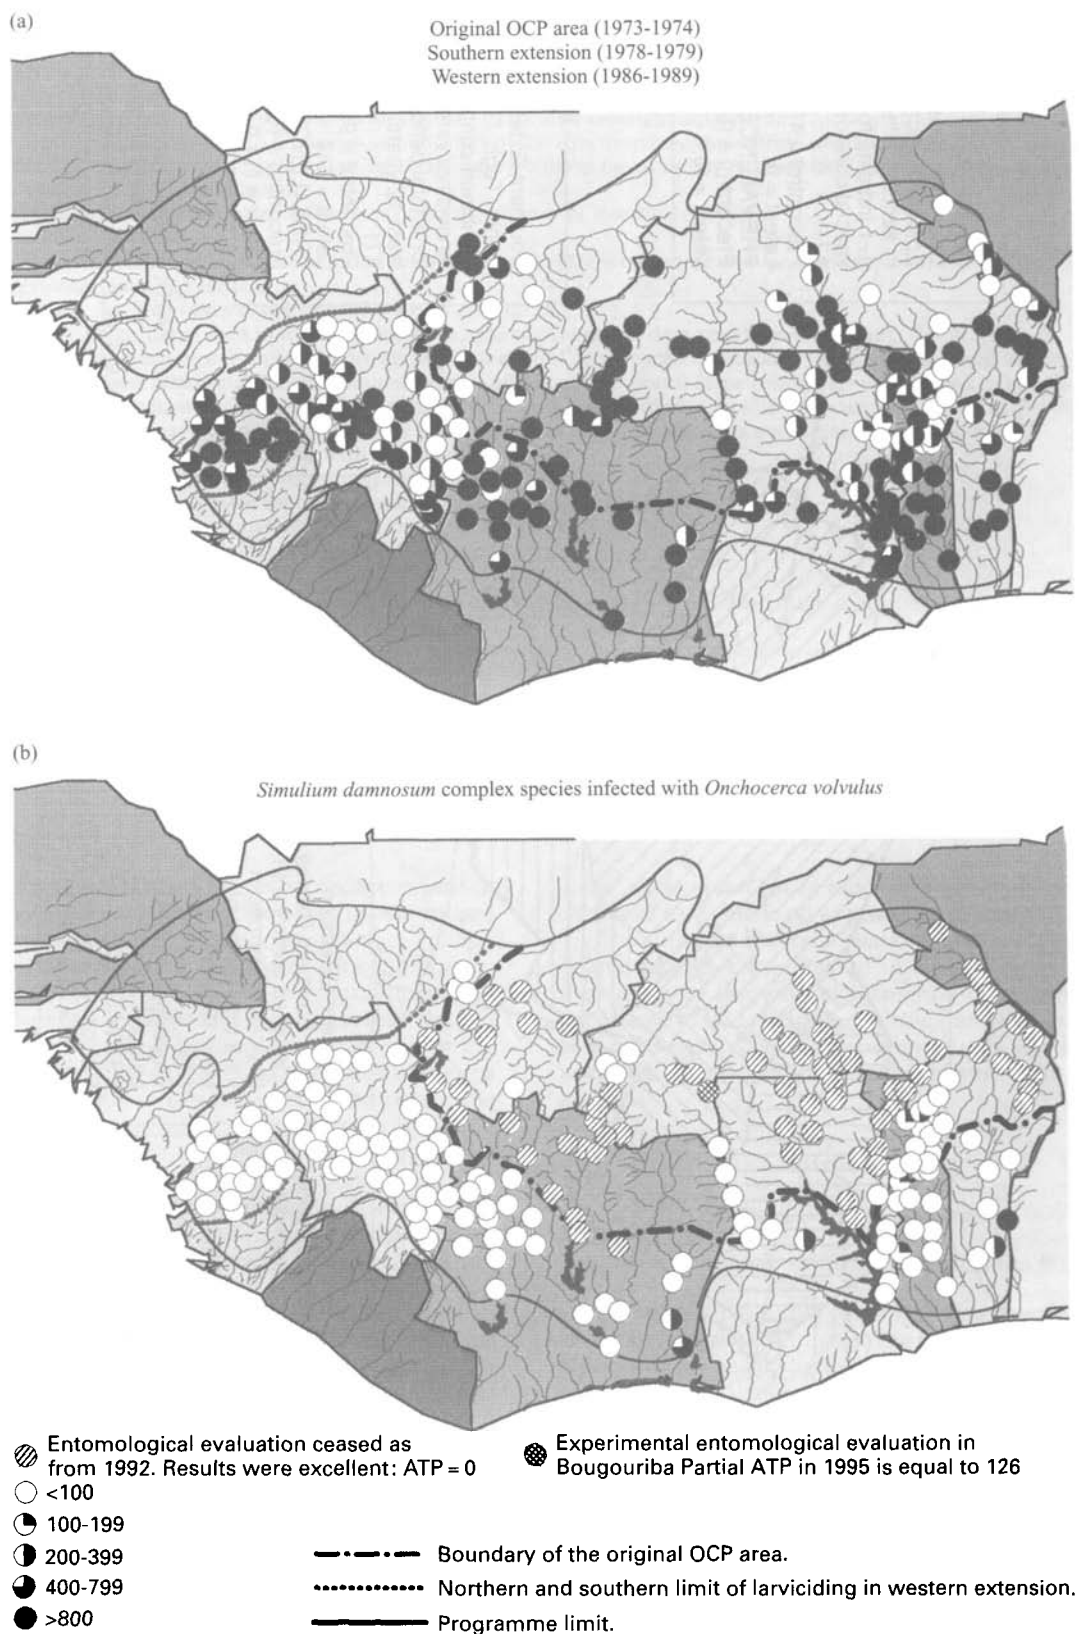 (a)
Original OCP area (1973-1974)
Southern extension (1978-1979)
Western extension (1986-1989)
(b)
Simulium damnosum complex species infected with Onchocerca volvulus
Entomological evaluation ceased as
from 1992. Results were excellent: ATP = 0
<100
100-199
200-399
400-799
>800
Experimental entomological evaluation in
Bougouriba Partial ATP in 1995 is equal to 126
Boundary of the original OCP area.
Northern and southern limit of larviciding in western extension.
Programme limit.